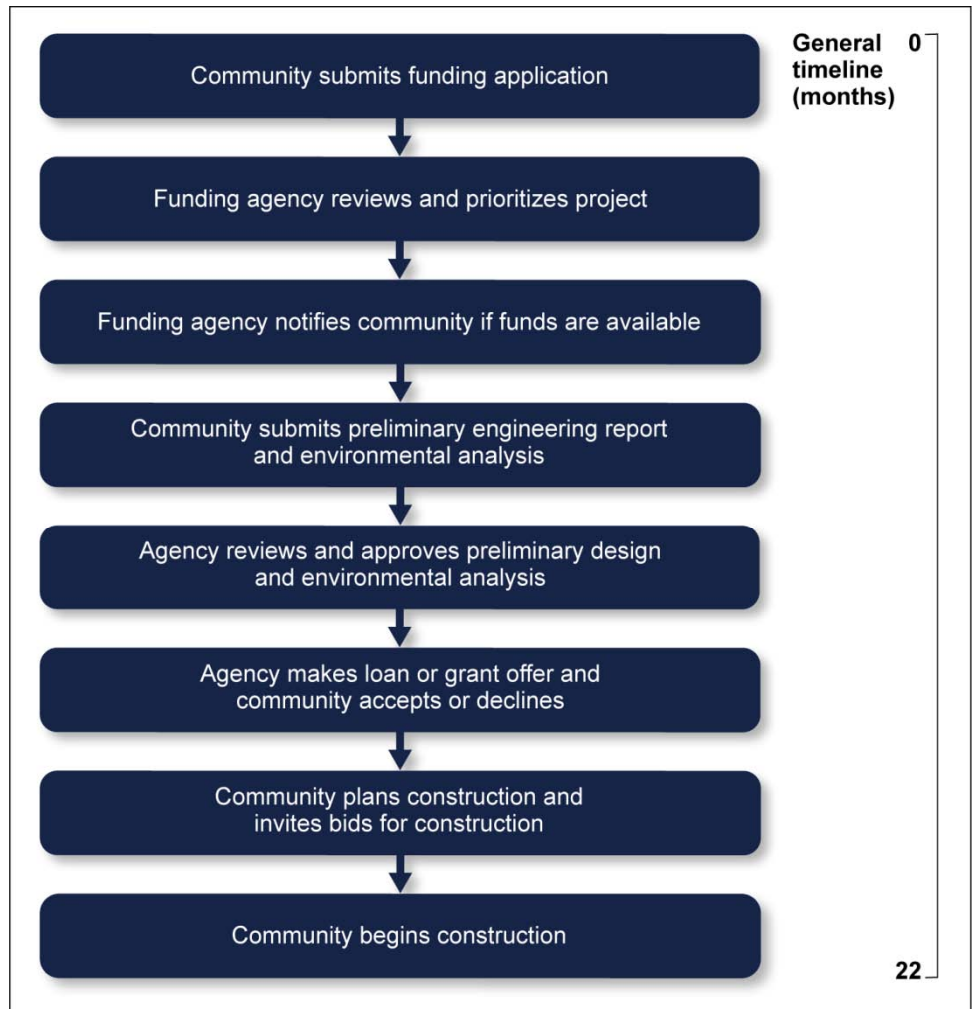 Community submits funding application
General 0
timeline
(months)
Funding agency reviews and prioritizes project
Funding agency notifies community if funds are available
Community submits preliminary engineering report
and environmental analysis
Agency reviews and approves preliminary design
and environmental analysis
Agency makes loan or grant offer and
community accepts or declines
Community plans construction and
invites bids for construction
Community begins construction
22